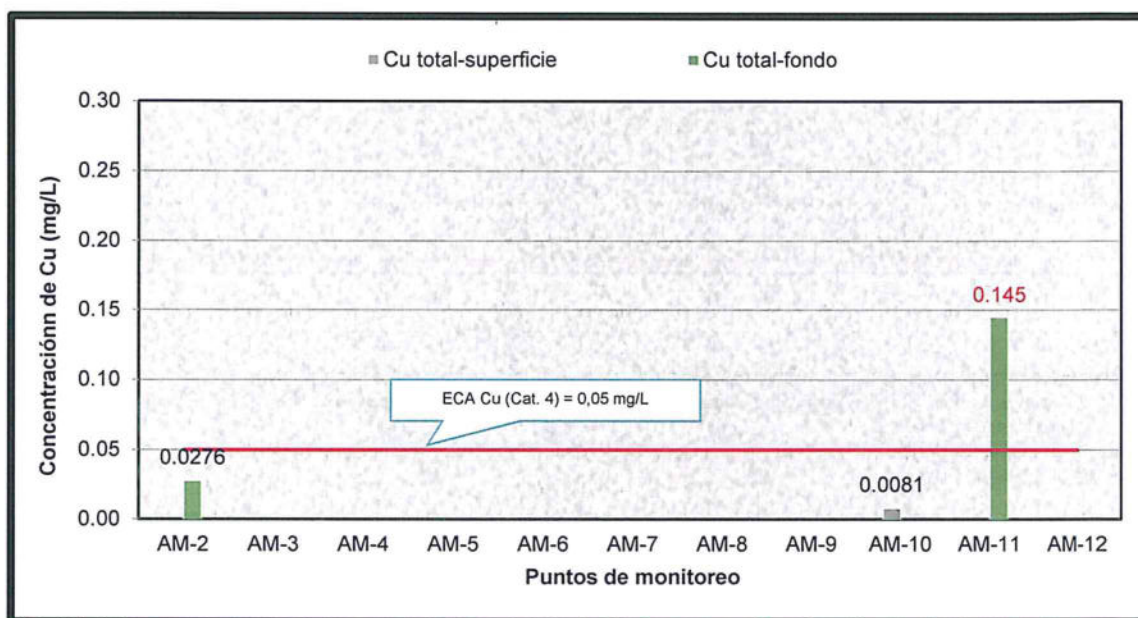 Cu total-superficie Cu total-fondo
0.30
0.25
0.20
0.15
0.10
0.05
0.00
Concentraciónn de Cu (mg/L)
0.145
ECA Cu (Cat. 4) = 0,05 mg/L
0.0276
0.0081
AM-2 AM-3 AM-4 AM-5 AM-6 AM-7 AM-8 AM-9 AM-10 AM-11 AM-12
Puntos de monitoreo